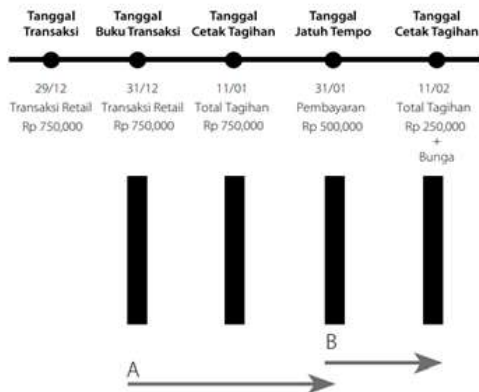 Tanggal
Transaksi
Tanggal
Buku Transaksi
Tanggal
Cetak Tagihan
Tanggal
Jatuh Tempo
Tanggal
Cetak Tagihan
29/12
Transaksi Retail
Rp 750,000
31/12
Transaksi Retail
Rp 750,000
11/01
Total Tagihan
Rp 750,000
31/01
Pembayaran
Rp 500,000
11/02
Total Tagihan
Rp 250,000
+
Bunga
B
A